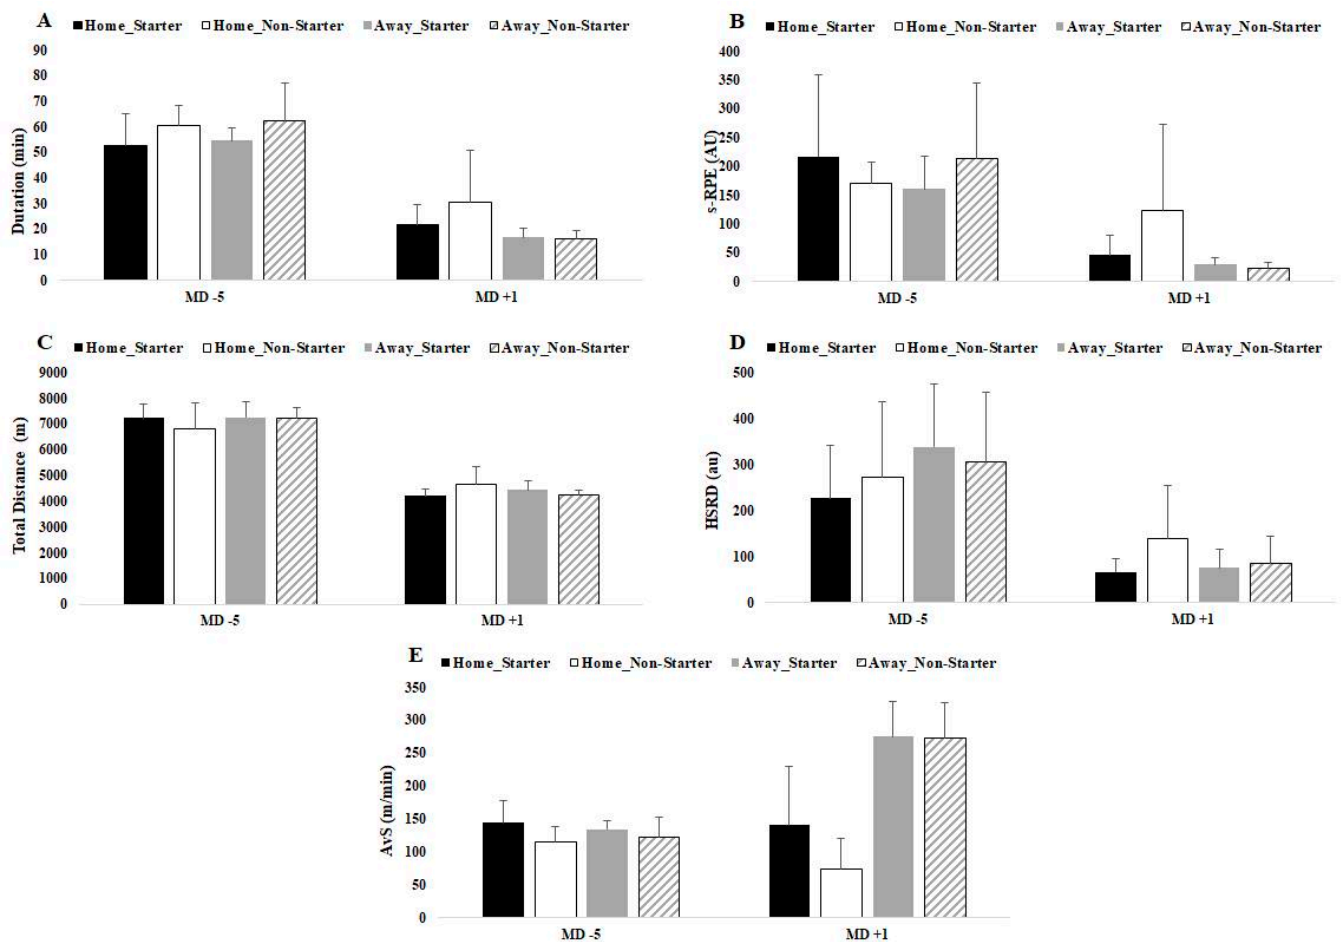 A
Home_Starter Home_Non-Starter Away_Starter Away_Non-Starter
Dutation (min)
90
80
70
60
50
40
30
20
10
0
MD -5 MD +1
B
Home_Starter Home_Non-Starter Away_Starter Away_Non-Starter
s-RPE (AU)
400
350
300
250
200
150
100
50
0
MD -5 MD +1
C
Home_Starter Home_Non-Starter Away_Starter Away_Non-Starter
Total Distance (m)
9000
8000
7000
6000
5000
4000
3000
2000
1000
0
MD -5 MD +1
D
Home_Starter Home_Non-Starter Away_Starter Away_Non-Starter
HSRD (au)
500
400
300
200
100
0
MD -5 MD +1
E
Home_Starter Home_Non-Starter Away_Starter Away_Non-Starter
AvS (m/min)
350
300
250
200
150
100
50
0
MD -5 MD +1